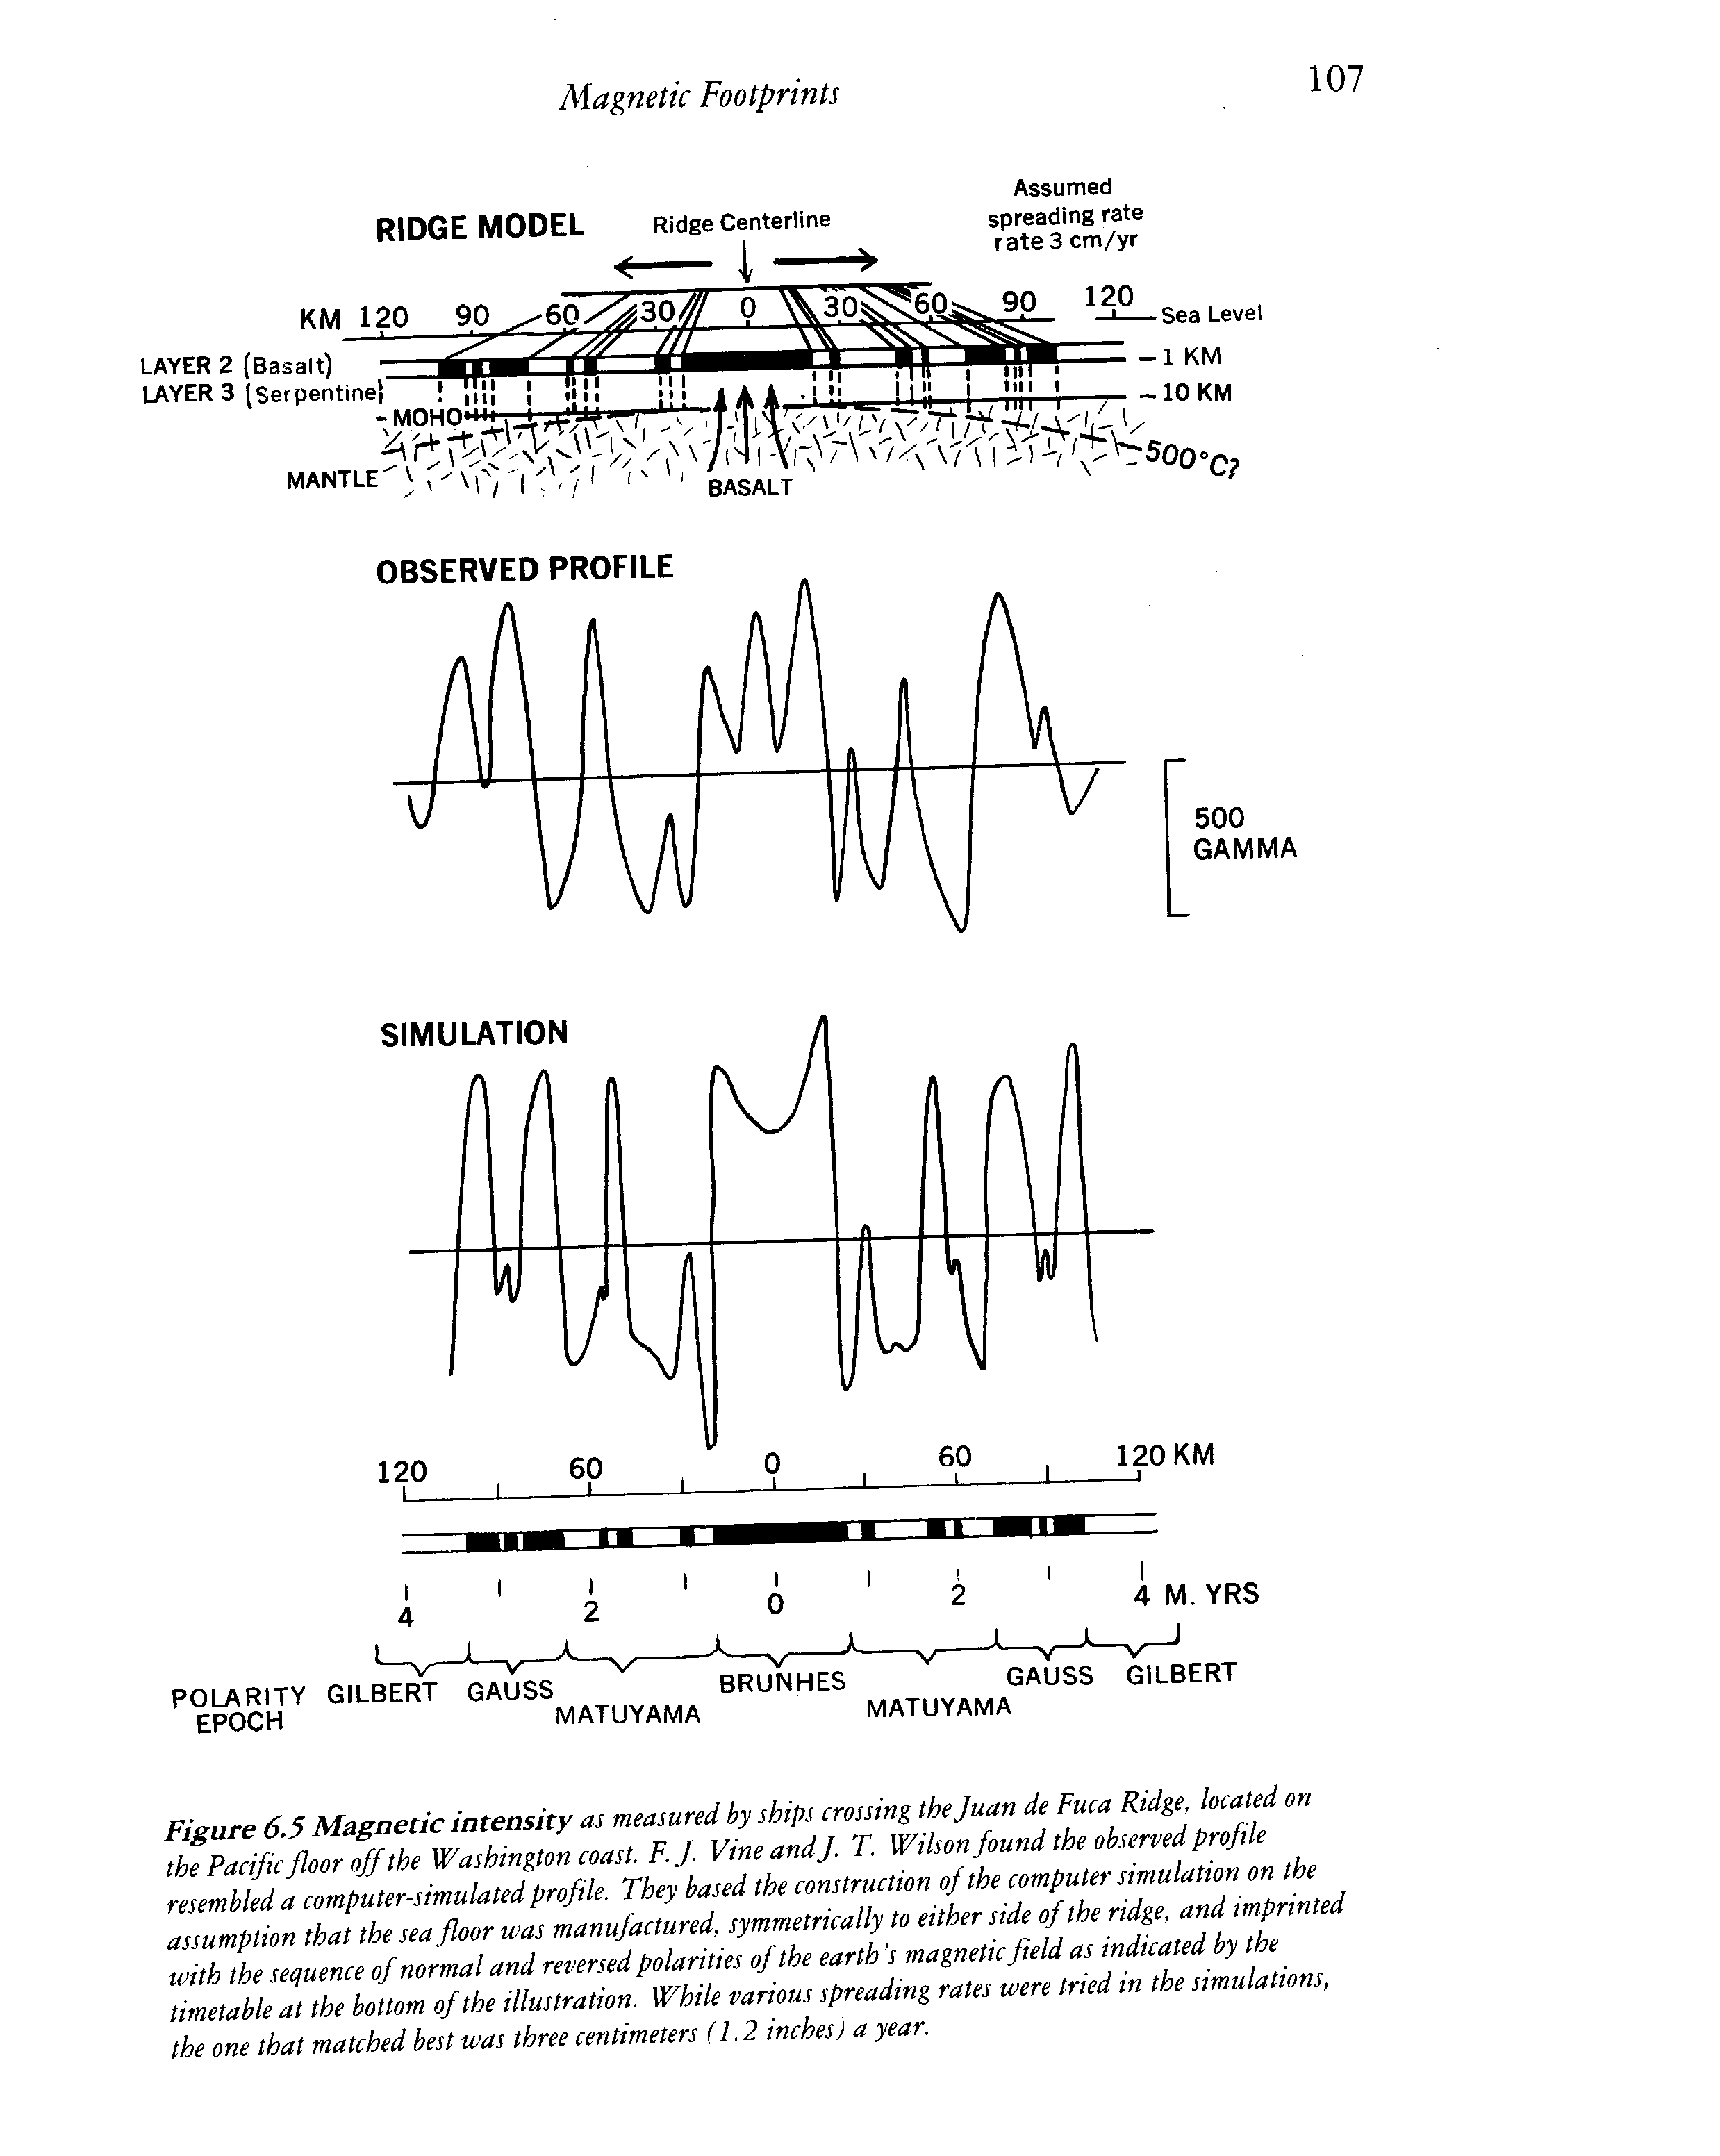 Magnetic Footprints
107
Assumed
spreading rate
rate 3 cm/yr
RIDGE MODEL
Ridge Centerline
KM 120 90 60 30 0 30 60 90 120 Sea Level
LAYER 2 (Basalt)
1 KM
LAYER 3 (Serpentine)
10 KM
MOHO
500°C?
MANTLE
BASALT
OBSERVED PROFILE
500
GAMMA
SIMULATION
120 60 0 60 120 KM
4 2 0 2 4 M. YRS
POLARITY
EPOCH
GILBERT GAUSS MATUYAMA BRUNHES MATUYAMA GAUSS GILBERT
Figure 6.5 Magnetic intensity as measured by ships crossing the Juan de Fuca Ridge, located on
the Pacific floor off the Washington coast. F. J. Vine and J. T. Wilson found the observed profile
resembled a computer-simulated profile. They based the construction of the computer simulation on the
assumption that the sea floor was manufactured, symmetrically to either side of the ridge, and imprinted
with the sequence of normal and reversed polarities of the earth's magnetic field as indicated by the
timetable at the bottom of the illustration. While various spreading rates were tried in the simulations,
the one that matched best was three centimeters (1.2 inches) a year.